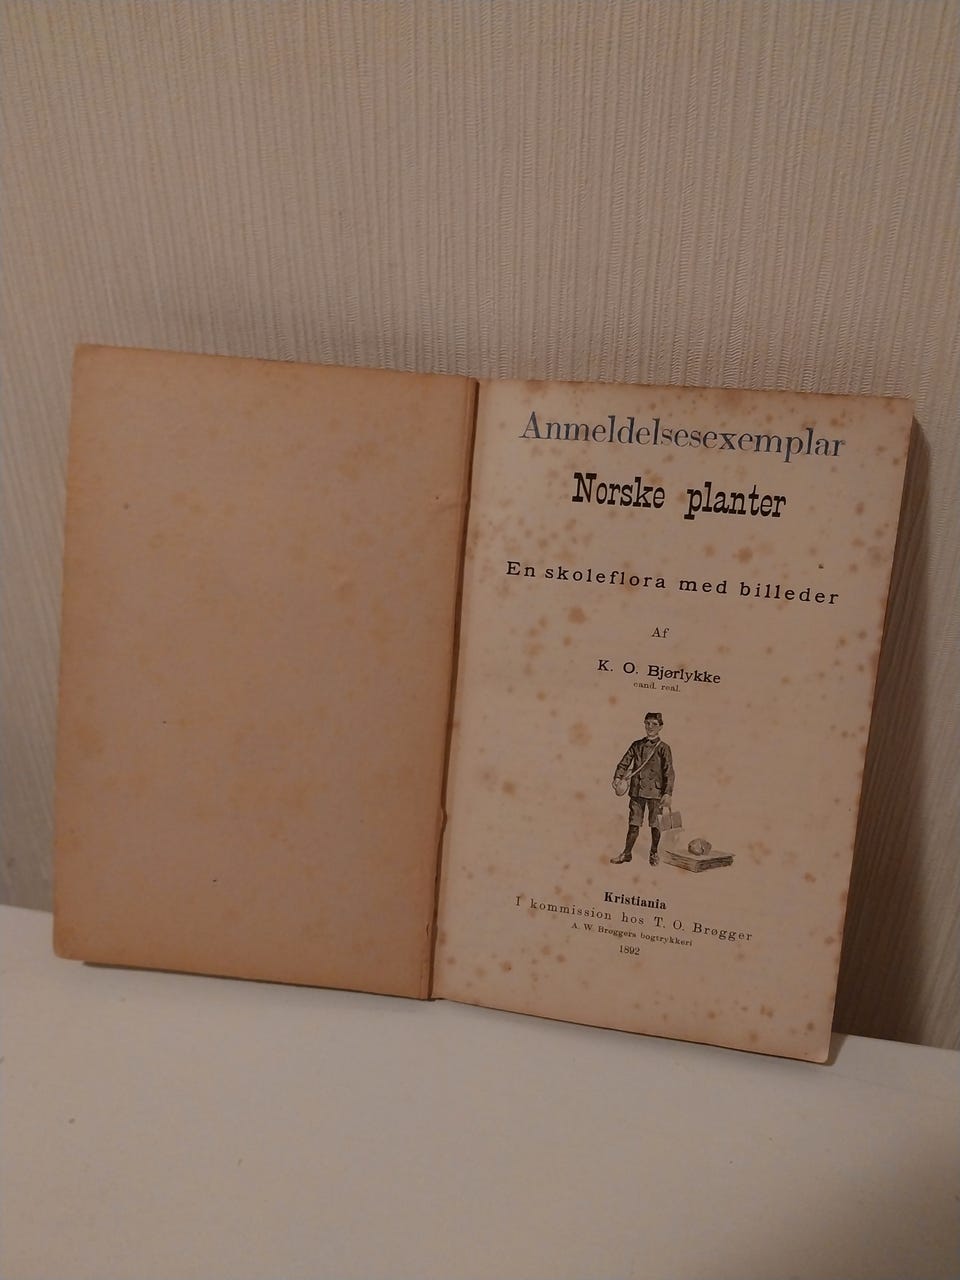 Anmeldelsesexemplar
Norske planter
En skoleflora med billeder
Af
K. O. Bjørlykke
cand. real.
Kristiania
I kommission hos T. O. Brøgger
A. W. Brøggers bogtrykkeri
1892